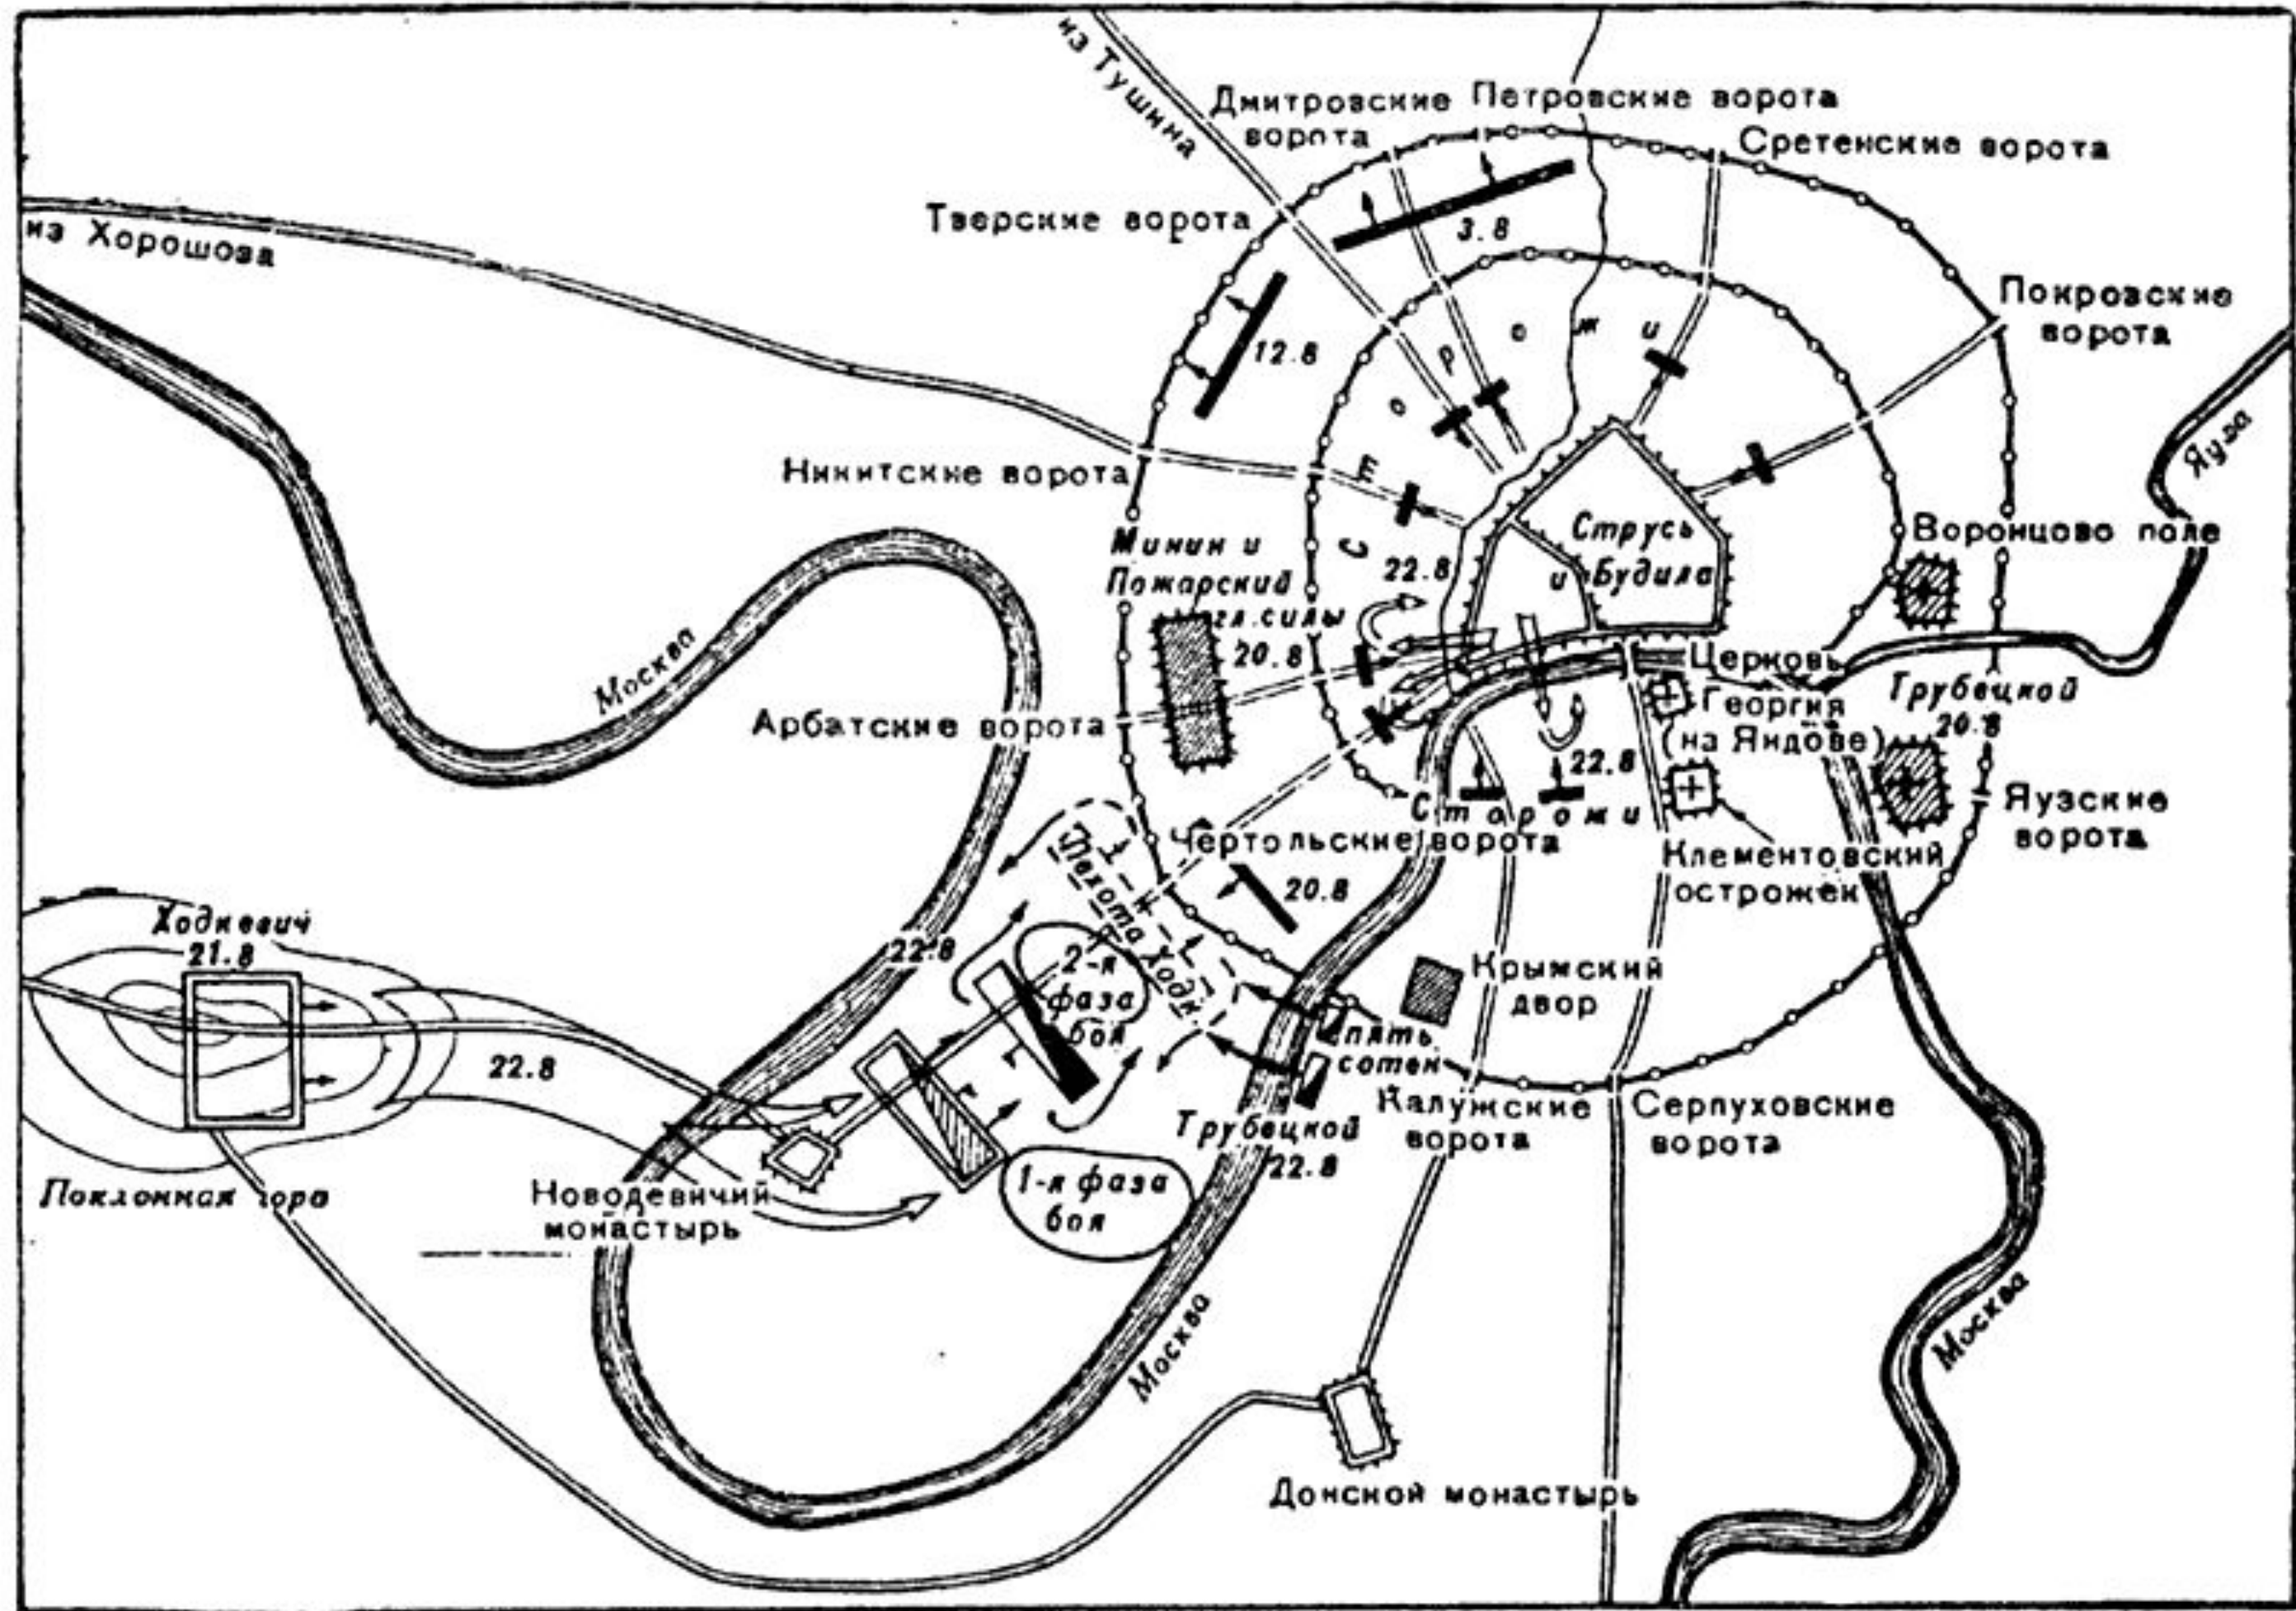 из Тушина
Дмитровские
ворота
Петровские ворота
Сретенские ворота
Тверские ворота
3.8
из Хорошова
12.8
Покровские
ворота
Сторожи
Яуза
Никитские ворота
Воронцово поле
Струсь
и Будила
Минин и
Пожарский
гл. силы
20.8
22.8
Москва
Арбатские ворота
Церковь
Георгия
(на Яндове)
Трубецкой
20.8
22.8
Сторожи
Яузские
ворота
Чертольские ворота
Клементовский
острожек
20.8
Пехота Ходк.
Ходкевич
21.8
22.8
2-я
фаза
боя
Крымский
двор
пять
сотен
22.8
Калужские
ворота
Серпуховские
ворота
Трубецкой
22.8
Поклонная гора
Новодевичий
монастырь
1-я фаза
боя
Москва
Москва
Донской монастырь